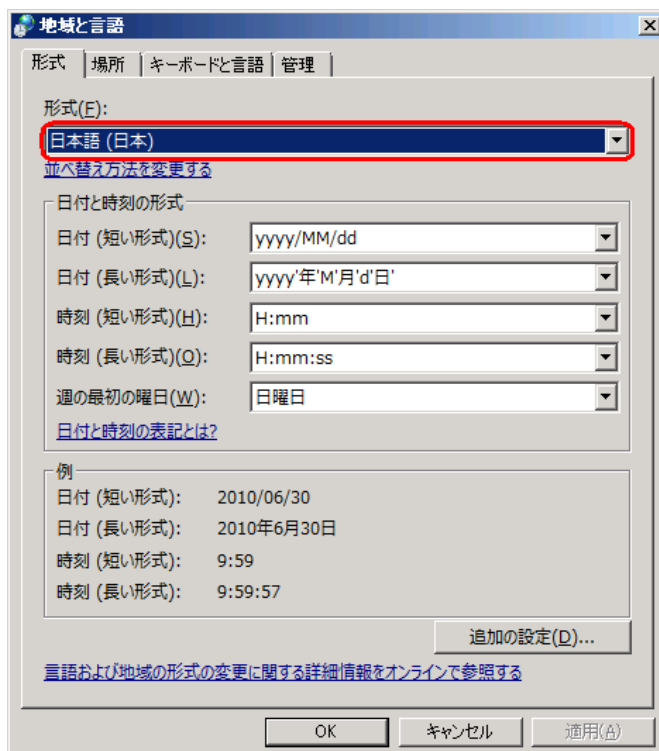 地域と言語
形式 場所 キーボードと言語 管理
形式(F):
日本語 (日本)
並べ替え方法を変更する
日付と時刻の形式
日付 (短い形式)(S): yyyy/MM/dd
日付 (長い形式)(L): yyyy'年'M'月'd'日'
時刻 (短い形式)(H): H:mm
時刻 (長い形式)(O): H:mm:ss
週の最初の曜日(W): 日曜日
日付と時刻の表記とは?
例
日付 (短い形式): 2010/06/30
日付 (長い形式): 2010年6月30日
時刻 (短い形式): 9:59
時刻 (長い形式): 9:59:57
追加の設定(D)...
言語および地域の形式の変更に関する詳細情報をオンラインで参照する
OK キャンセル 適用(A)